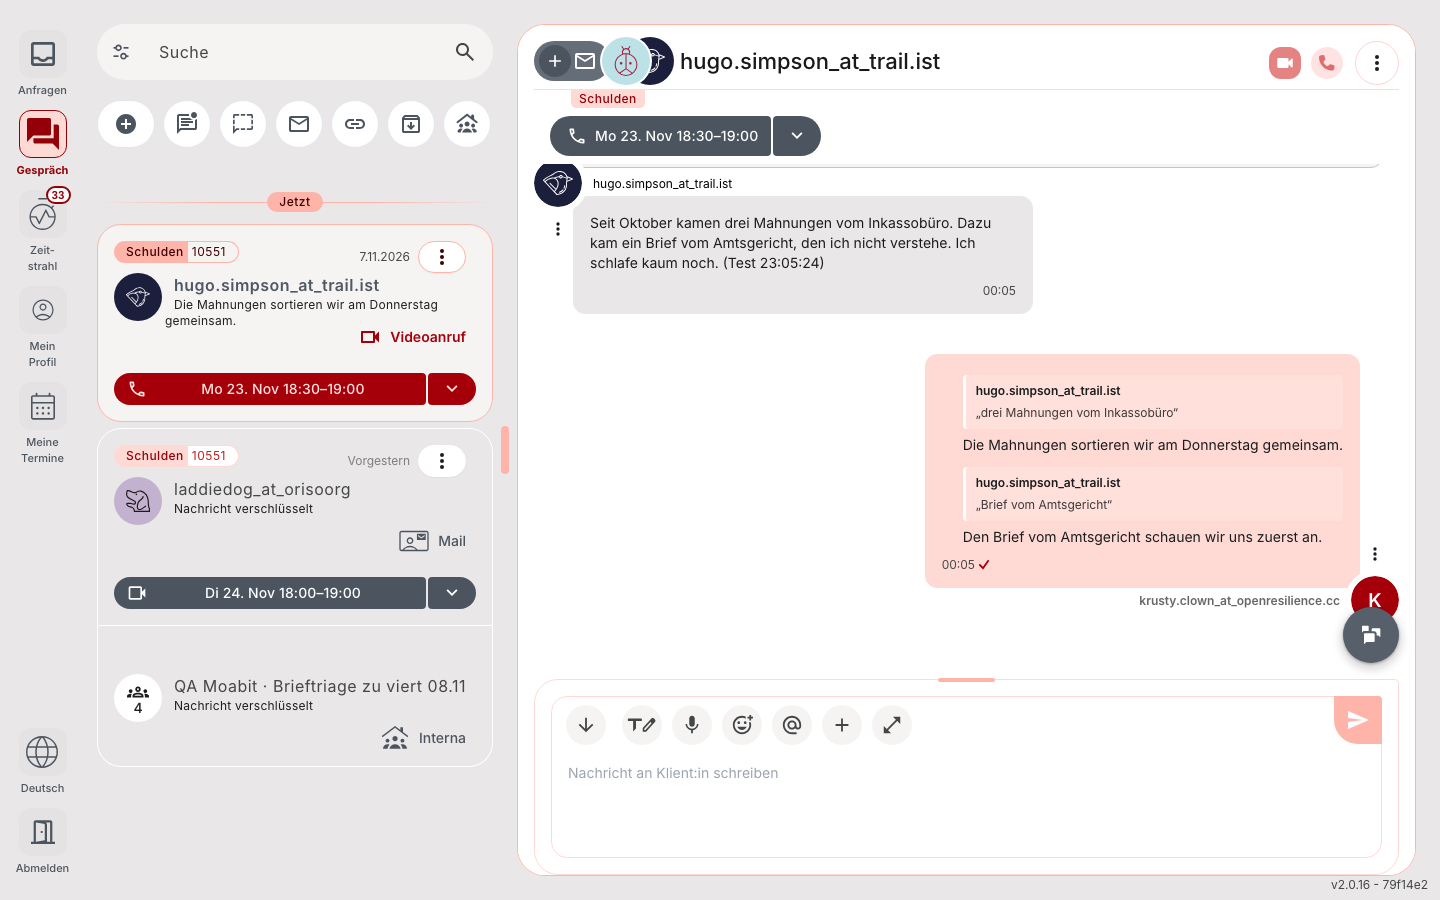 Anfragen
Gespräch
33
Zeit-
strahl
Mein
Profil
Meine
Termine
Deutsch
Abmelden
Suche
Jetzt
Schulden 10551
7.11.2026
hugo.simpson_at_trail.ist
Die Mahnungen sortieren wir am Donnerstag
gemeinsam.
Videoanruf
Mo 23. Nov 18:30–19:00
Schulden 10551
Vorgestern
laddiedog_at_orisoorg
Nachricht verschlüsselt
Mail
Di 24. Nov 18:00–19:00
4
QA Moabit · Brieftriage zu viert 08.11
Nachricht verschlüsselt
Interna
hugo.simpson_at_trail.ist
Schulden
Mo 23. Nov 18:30–19:00
hugo.simpson_at_trail.ist
Seit Oktober kamen drei Mahnungen vom Inkassobüro. Dazu
kam ein Brief vom Amtsgericht, den ich nicht verstehe. Ich
schlafe kaum noch. (Test 23:05:24)
00:05
hugo.simpson_at_trail.ist
„drei Mahnungen vom Inkassobüro“
Die Mahnungen sortieren wir am Donnerstag gemeinsam.
hugo.simpson_at_trail.ist
„Brief vom Amtsgericht“
Den Brief vom Amtsgericht schauen wir uns zuerst an.
00:05
krusty.clown_at_openresilience.cc
K
T
Nachricht an Klient:in schreiben
v2.0.16 - 79f14e2